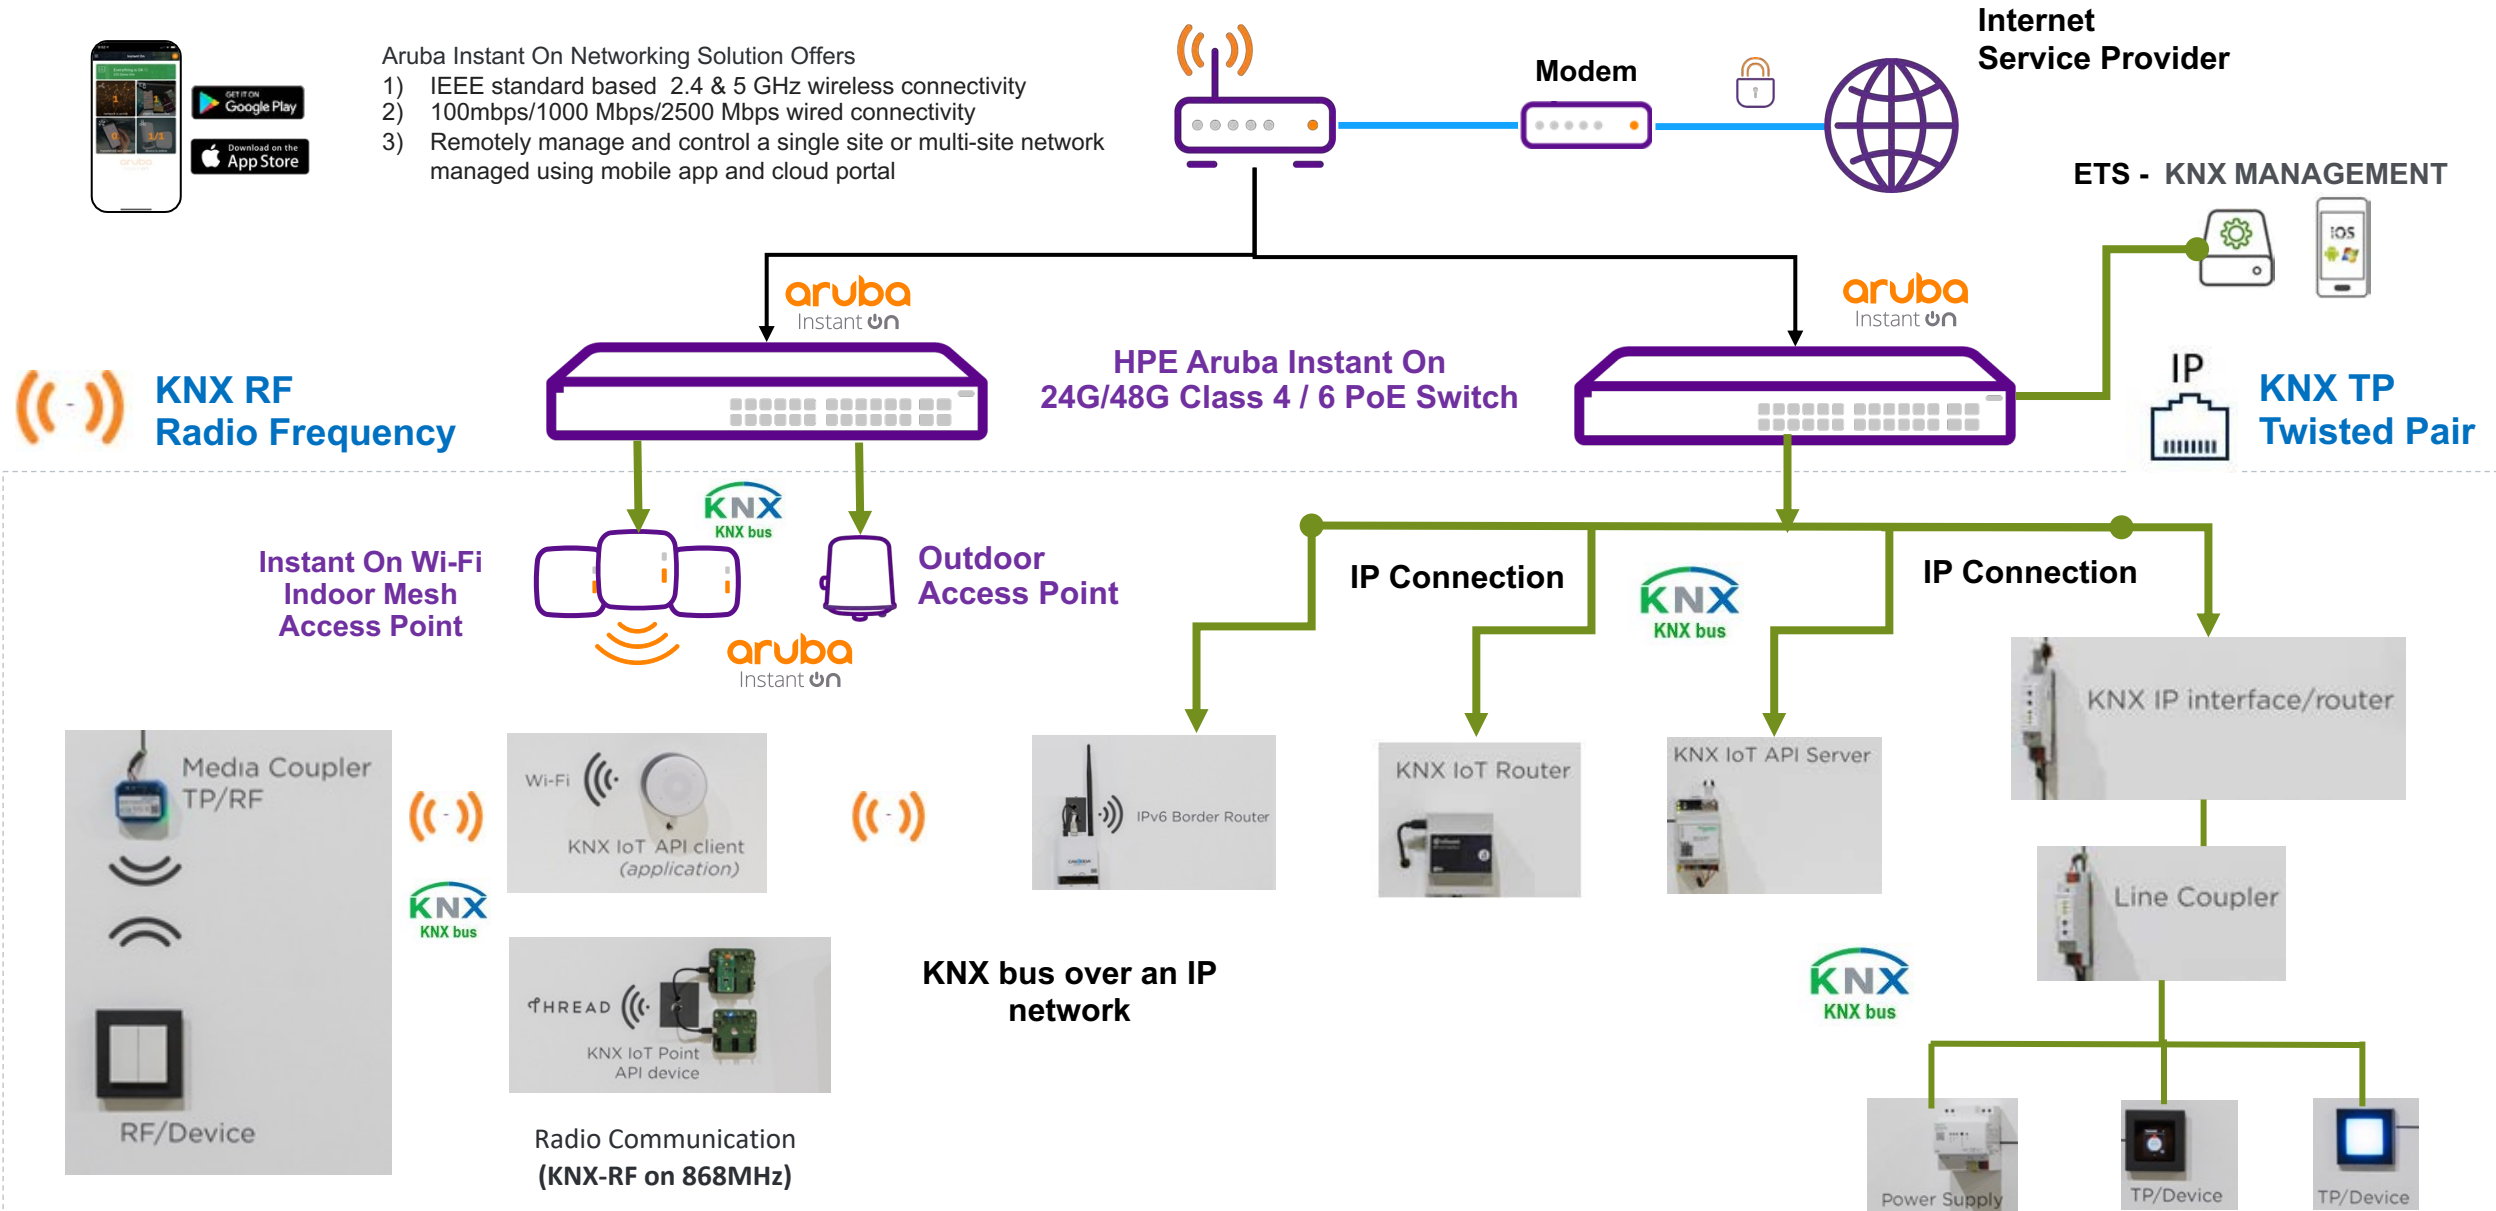 Aruba Instant On Networking Solution Offers
1) IEEE standard based 2.4 & 5 GHz wireless connectivity
2) 100mbps/1000 Mbps/2500 Mbps wired connectivity
3) Remotely manage and control a single site or multi-site network
managed using mobile app and cloud portal
GET IT ON
Google Play
Download on the
App Store
Modem
Internet
Service Provider
ETS - KNX MANAGEMENT
iOS
aruba
Instant On
aruba
Instant On
KNX RF
Radio Frequency
HPE Aruba Instant On
24G/48G Class 4 / 6 PoE Switch
IP
KNX TP
Twisted Pair
KNX
KNX bus
Instant On Wi-Fi
Indoor Mesh
Access Point
Outdoor
Access Point
aruba
Instant On
IP Connection
KNX
KNX bus
IP Connection
KNX IP interface/router
Media Coupler
TP/RF
Wi-Fi
KNX IoT API client
(application)
IPv6 Border Router
KNX IoT Router
KNX IoT API Server
Line Coupler
KNX
KNX bus
THREAD
KNX IoT Point
API device
KNX bus over an IP
network
KNX
KNX bus
RF/Device
Radio Communication
(KNX-RF on 868MHz)
Power Supply
TP/Device
TP/Device